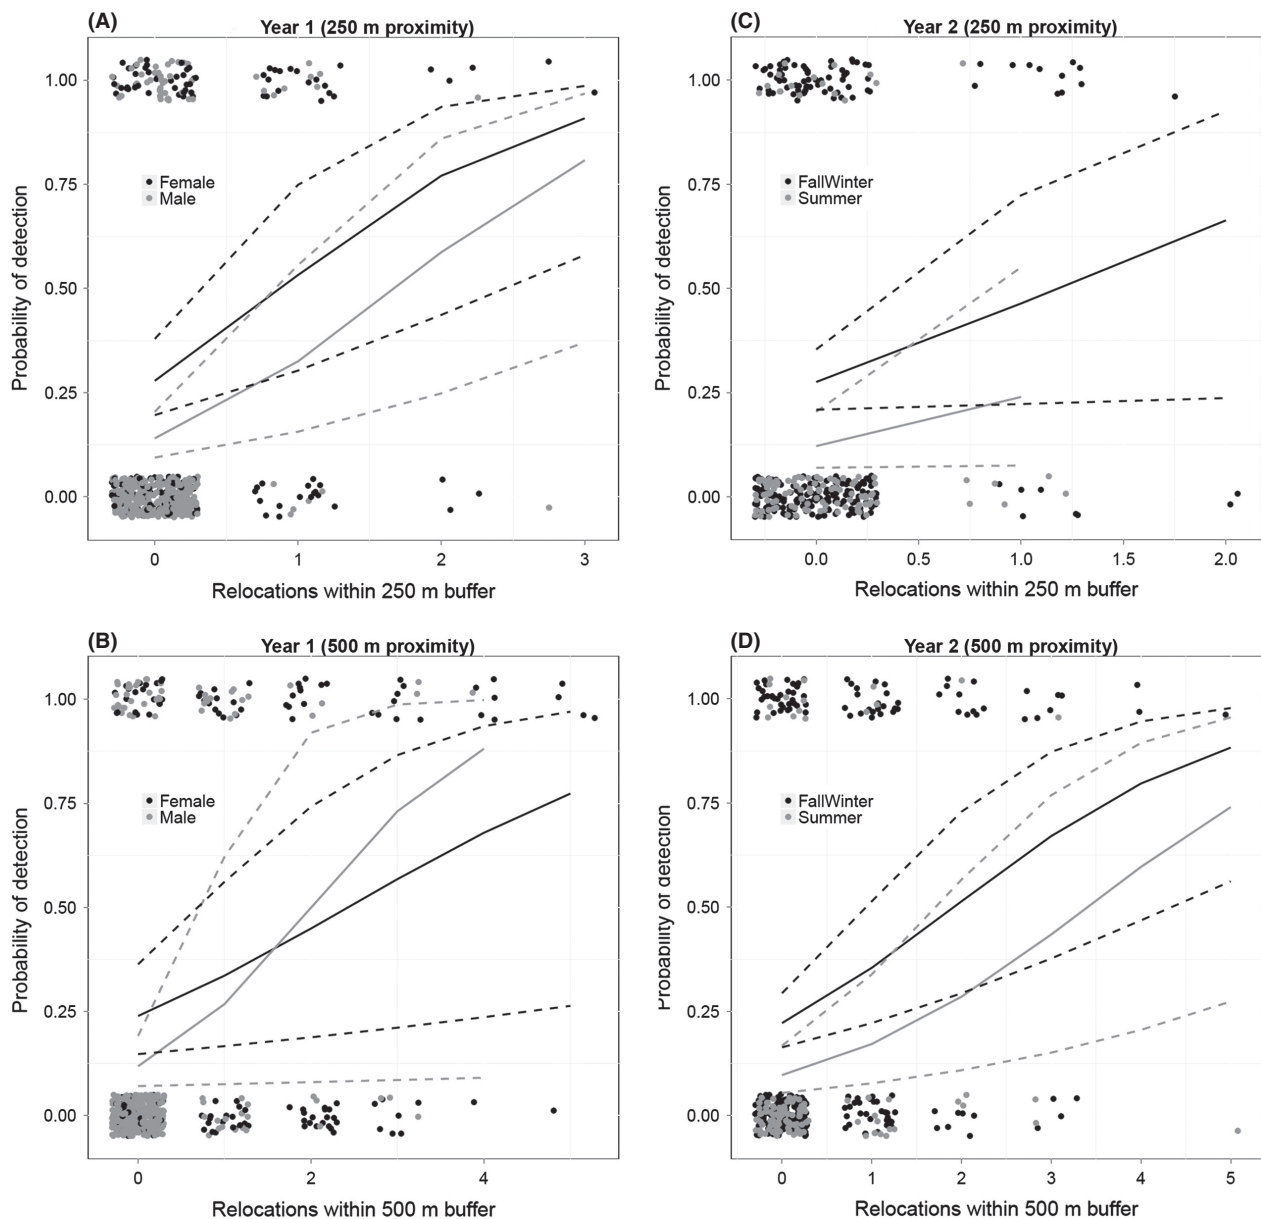 (A)
Year 1 (250 m proximity)
1.00
0.75
0.50
0.25
0.00
Probability of detection
Female
Male
0
1
2
3
Relocations within 250 m buffer
(C)
Year 2 (250 m proximity)
1.00
0.75
0.50
0.25
0.00
Probability of detection
FallWinter
Summer
0.0
0.5
1.0
1.5
2.0
Relocations within 250 m buffer
(B)
Year 1 (500 m proximity)
1.00
0.75
0.50
0.25
0.00
Probability of detection
Female
Male
0
2
4
Relocations within 500 m buffer
(D)
Year 2 (500 m proximity)
1.00
0.75
0.50
0.25
0.00
Probability of detection
FallWinter
Summer
0
1
2
3
4
5
Relocations within 500 m buffer